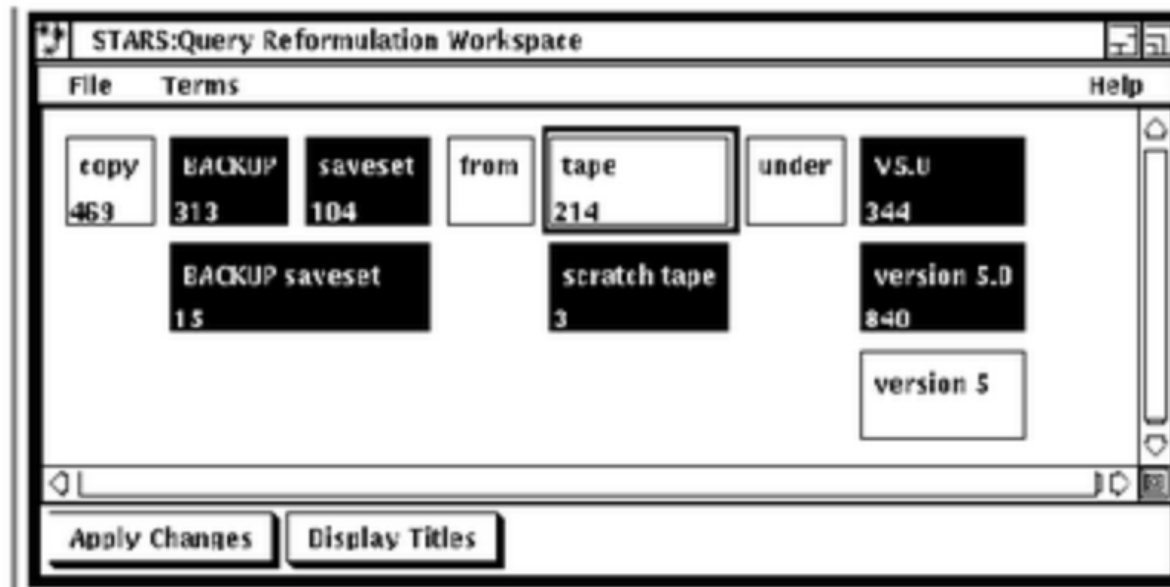 STARS:Query Reformulation Workspace
File Terms Help
copy BACKUP saveset from tape under V5.0
469 313 104 214 344
BACKUP saveset scratch tape version 5.0
15 3 840
version 5
Apply Changes Display Titles